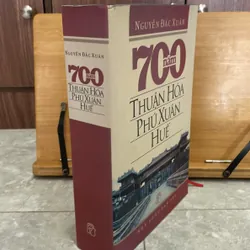 NGUYỄN ĐẮC XUÂN
700
năm
THUẬN HÓA
PHÚ XUÂN
HUẾ
NGUYỄN ĐẮC XUÂN
700
năm
THUẬN HÓA
PHÚ XUÂN
HUẾ